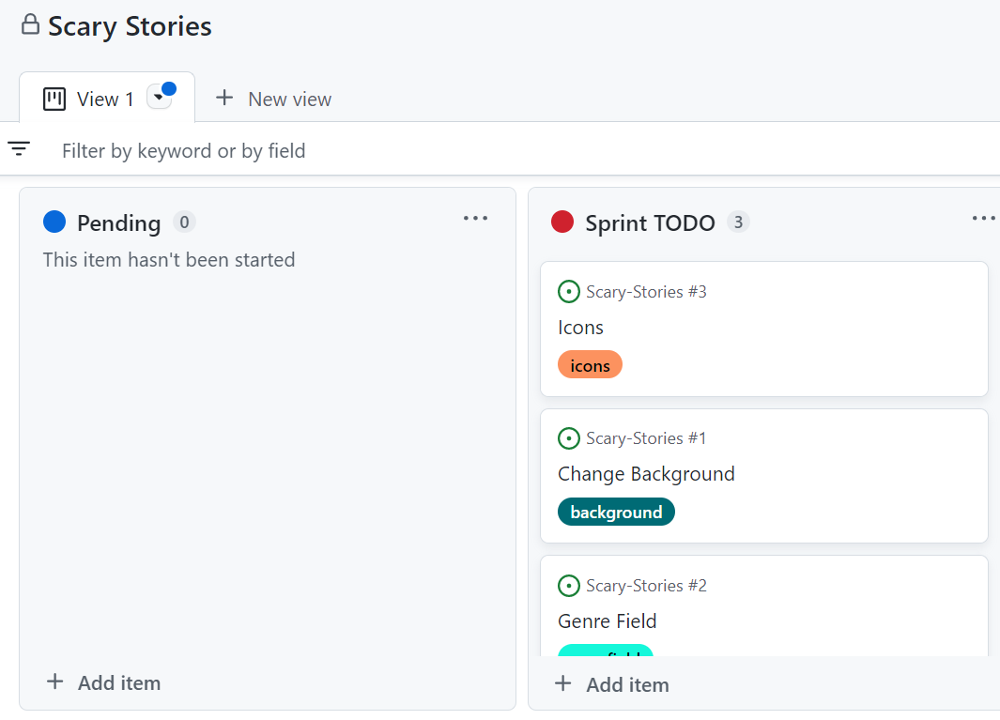 Scary Stories
View 1
New view
Filter by keyword or by field
Pending 0
This item hasn't been started
Add item
Sprint TODO 3
Scary-Stories #3
Icons
icons
Scary-Stories #1
Change Background
background
Scary-Stories #2
Genre Field
Add item